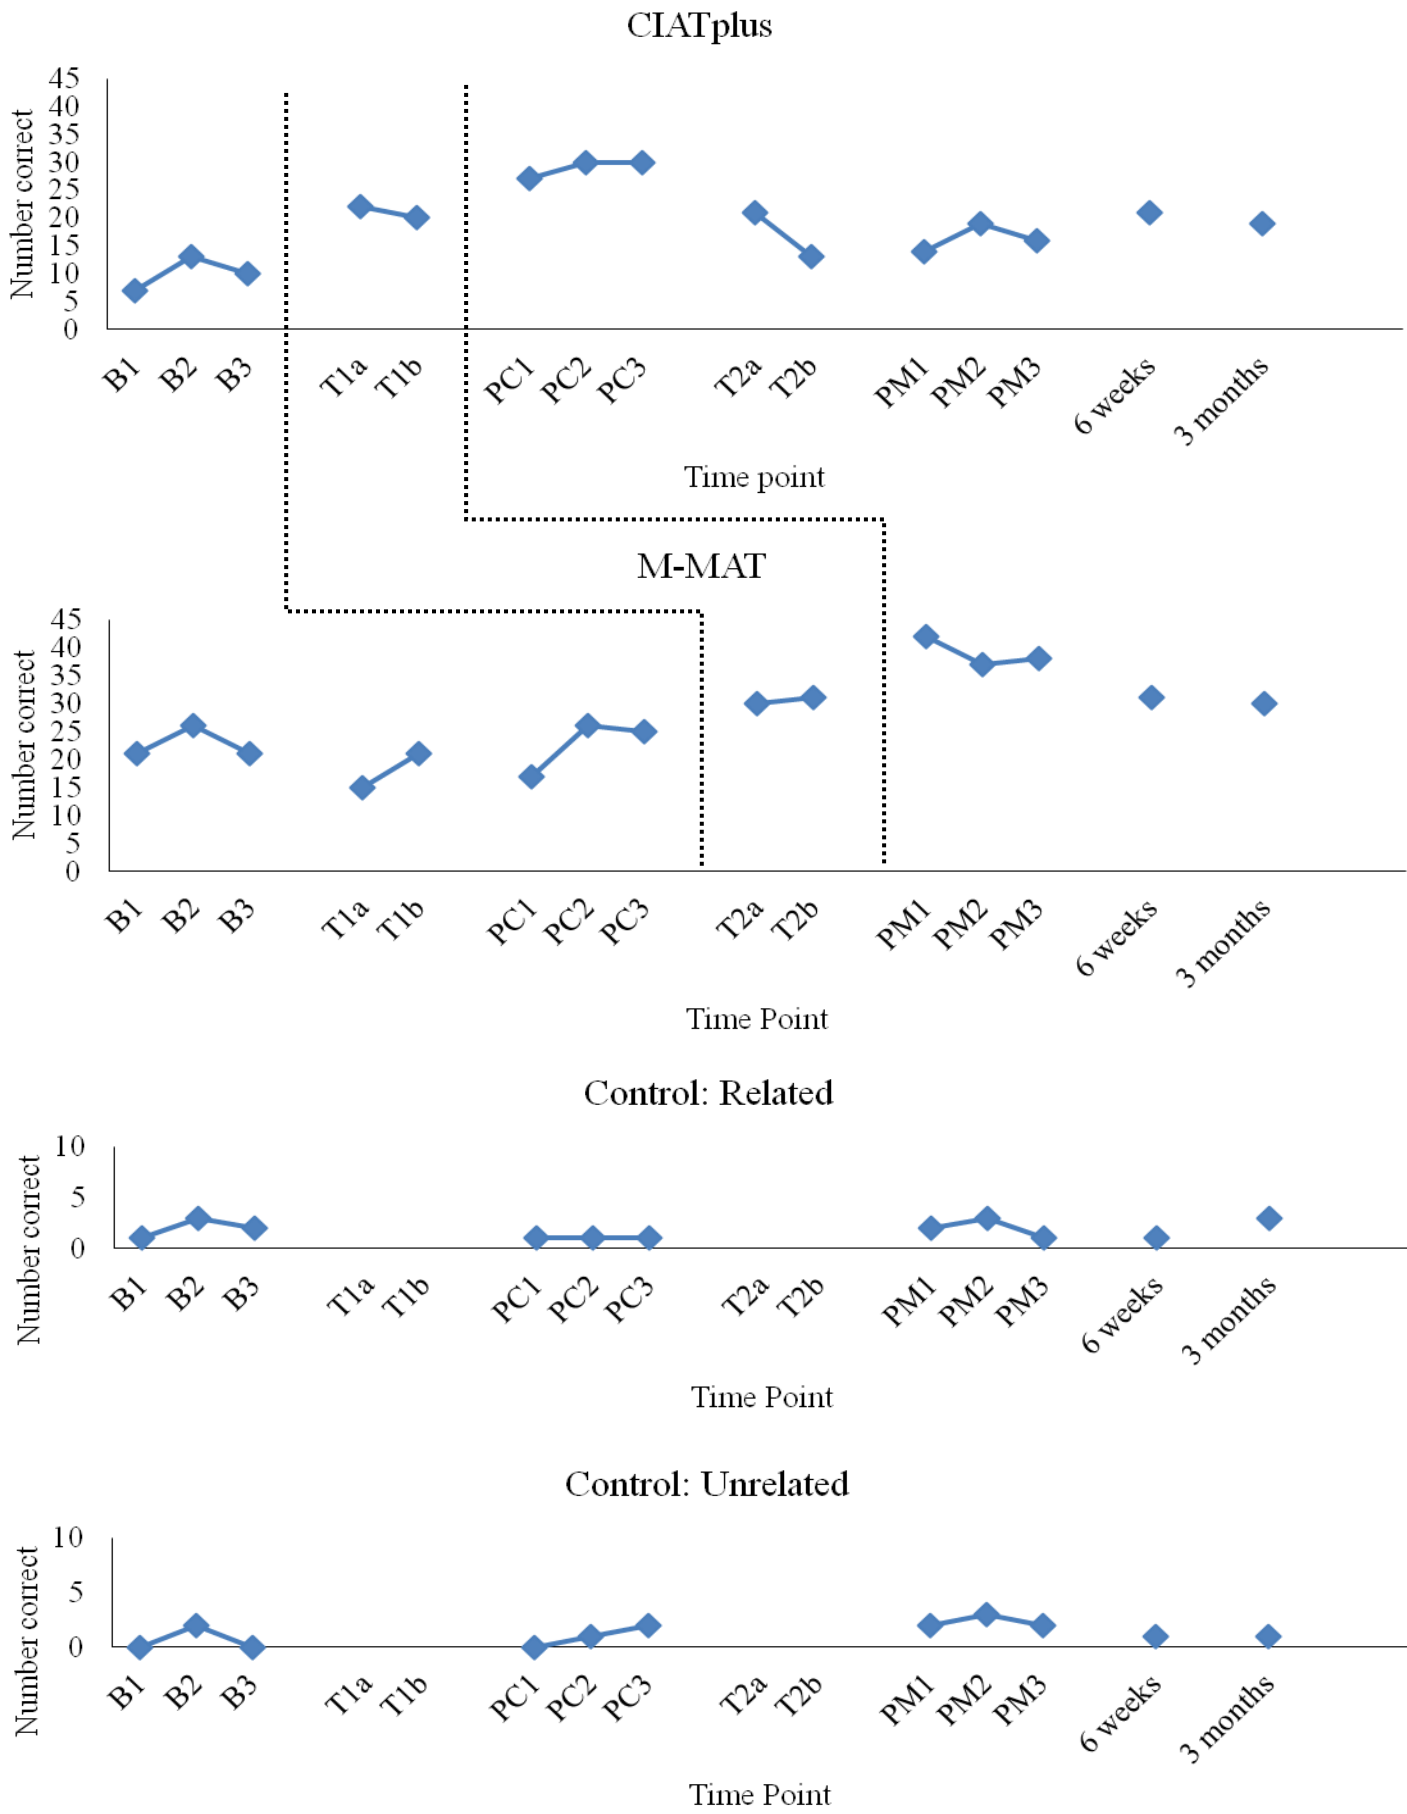 CIATplus
Number correct
45
40
35
30
25
20
15
10
5
0
B1 B2 B3 T1a T1b PC1 PC2 PC3 T2a T2b PM1 PM2 PM3 6 weeks 3 months
Time point
M-MAT
Number correct
45
40
35
30
25
20
15
10
5
0
B1 B2 B3 T1a T1b PC1 PC2 PC3 T2a T2b PM1 PM2 PM3 6 weeks 3 months
Time Point
Control: Related
Number correct
10
5
0
B1 B2 B3 T1a T1b PC1 PC2 PC3 T2a T2b PM1 PM2 PM3 6 weeks 3 months
Time Point
Control: Unrelated
Number correct
10
5
0
B1 B2 B3 T1a T1b PC1 PC2 PC3 T2a T2b PM1 PM2 PM3 6 weeks 3 months
Time Point